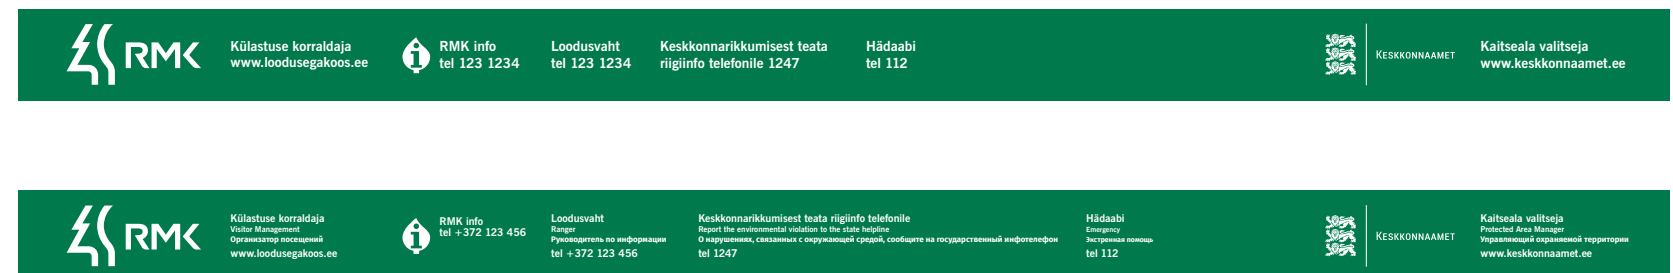 RMK
Külastuse korraldaja
www.loodusegakoos.ee
RMK info
tel 123 1234
Loodusvaht
tel 123 1234
Keskkonnarikkumisest teata
riigiinfo telefonile 1247
Hädaabi
tel 112
KESKKONNAAMET
Kaitseala valitseja
www.keskkonnaamet.ee
RMK
Külastuse korraldaja
Visitor Management
Организатор посещений
www.loodusegakoos.ee
RMK info
tel +372 123 456
Loodusvaht
Ranger
Руководитель по информации
tel +372 123 456
Keskkonnarikkumisest teata riigiinfo telefonile
Report the environmental violation to the state helpline
О нарушениях, связанных с окружающей средой, сообщите на государственный инфотелефон
tel 1247
Hädaabi
Emergency
Экстренная помощь
tel 112
KESKKONNAAMET
Kaitseala valitseja
Protected Area Manager
Управляющий охраняемой территории
www.keskkonnaamet.ee